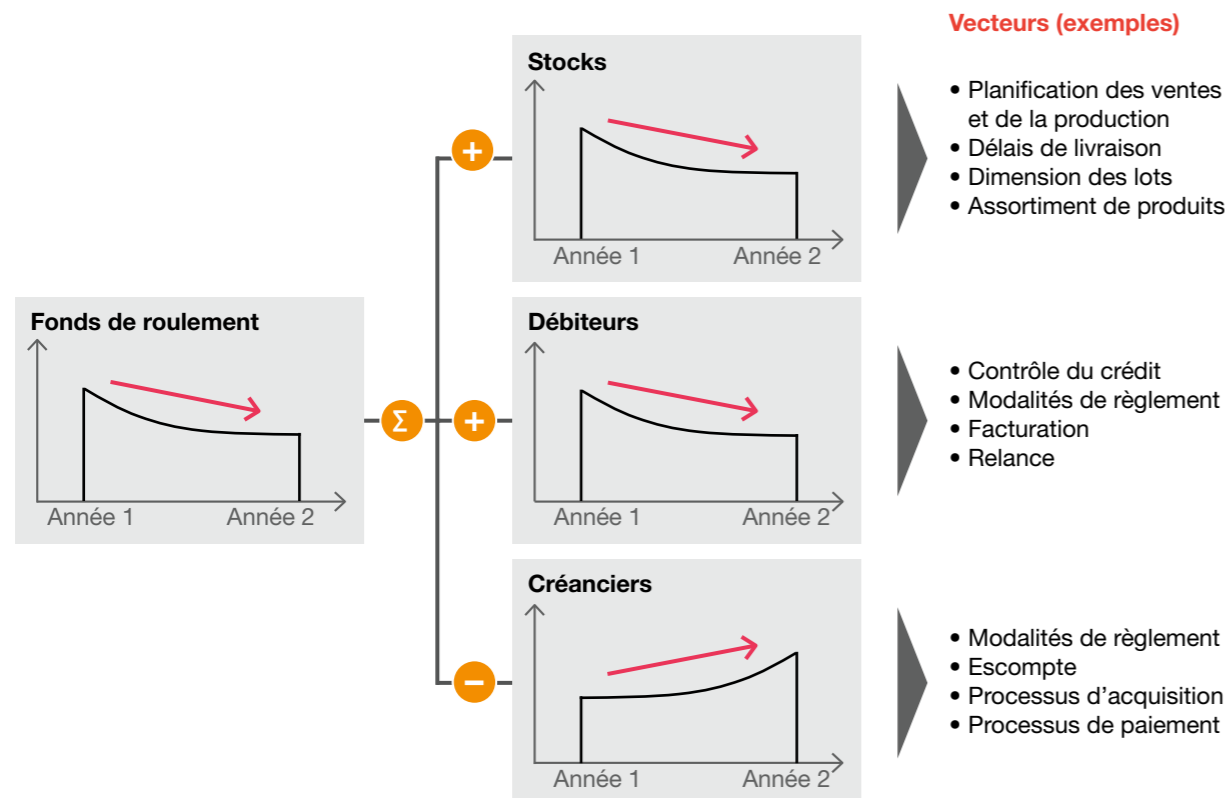 Vecteurs (exemples)
Stocks
+
Année 1
Année 2
• Planification des ventes
et de la production
• Délais de livraison
• Dimension des lots
• Assortiment de produits
Fonds de roulement
Année 1
Année 2
Σ
Débiteurs
+
Année 1
Année 2
• Contrôle du crédit
• Modalités de règlement
• Facturation
• Relance
Créanciers
−
Année 1
Année 2
• Modalités de règlement
• Escompte
• Processus d’acquisition
• Processus de paiement